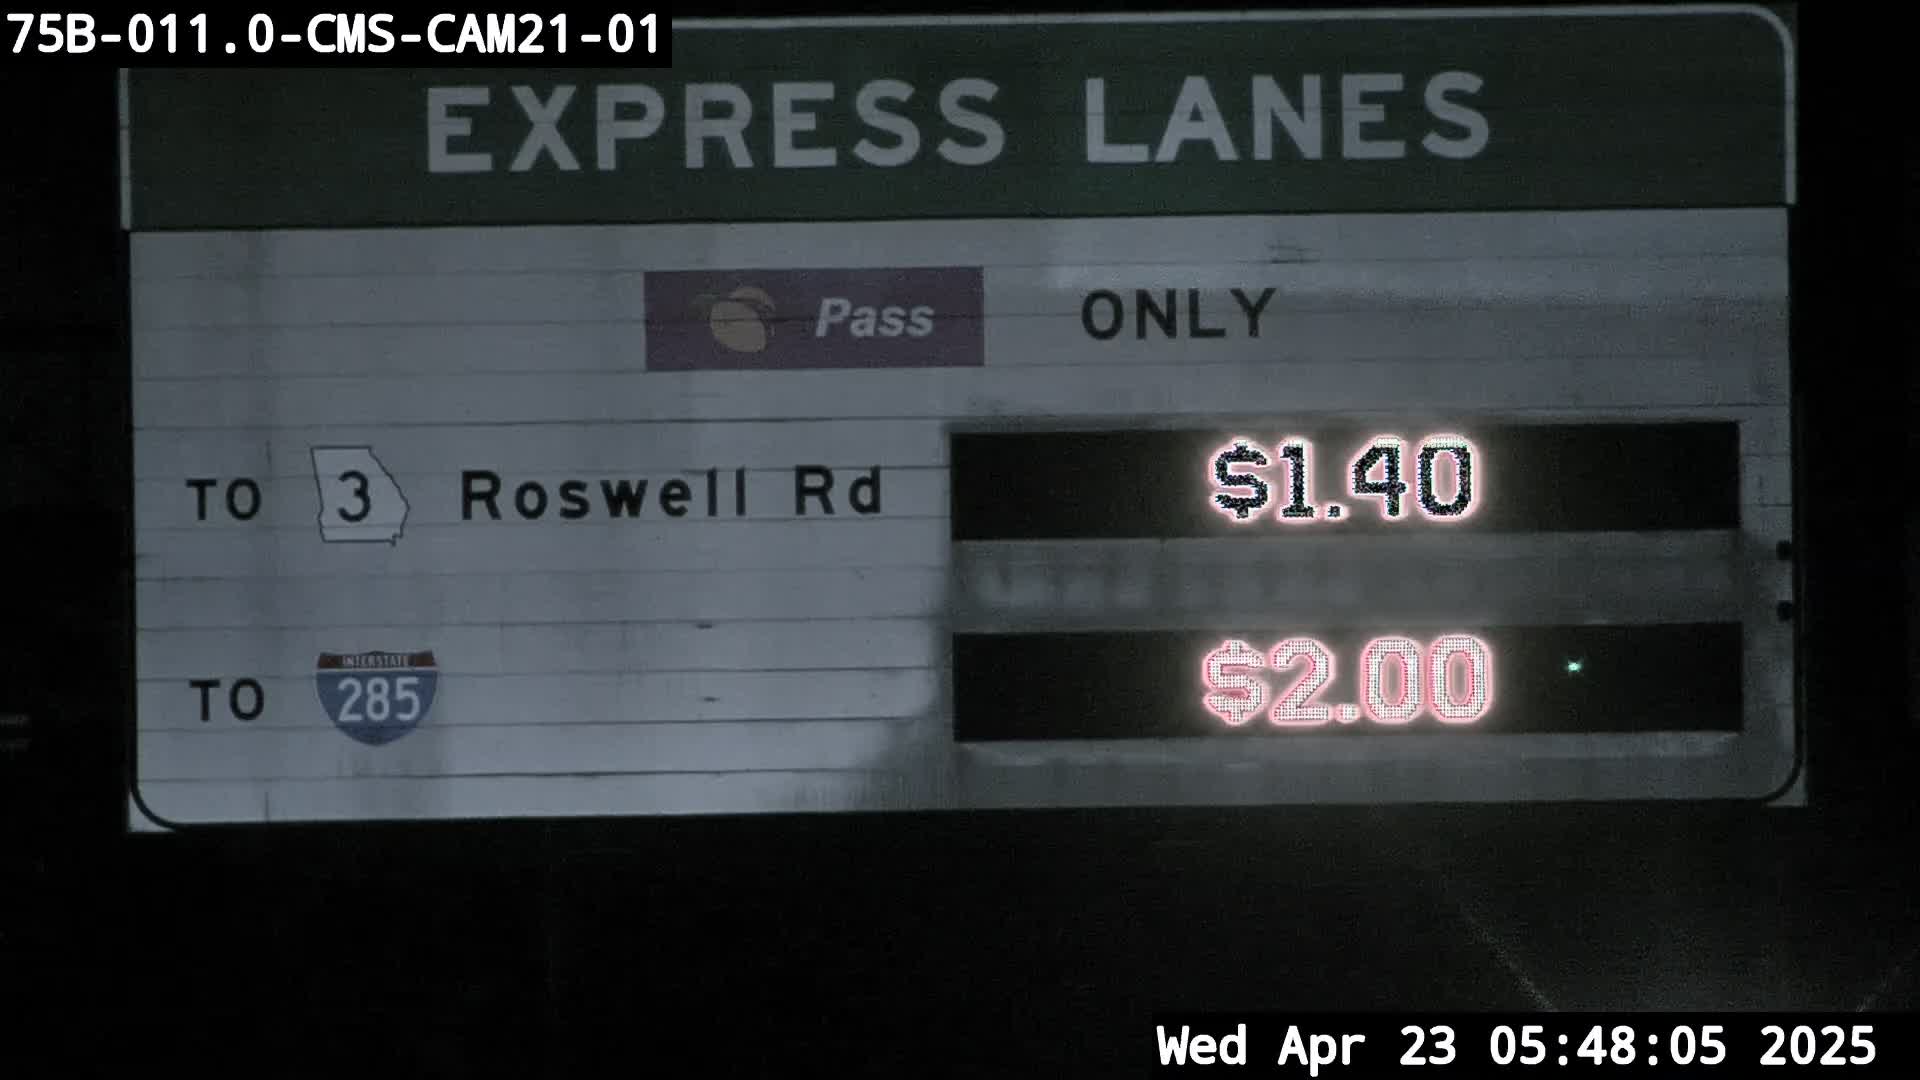 75B-011.0-CMS-CAM21-01
EXPRESS LANES
Pass ONLY
TO 3 Roswell Rd $1.40
INTERSTATE
TO 285 $2.00
Wed Apr 23 05:48:05 2025